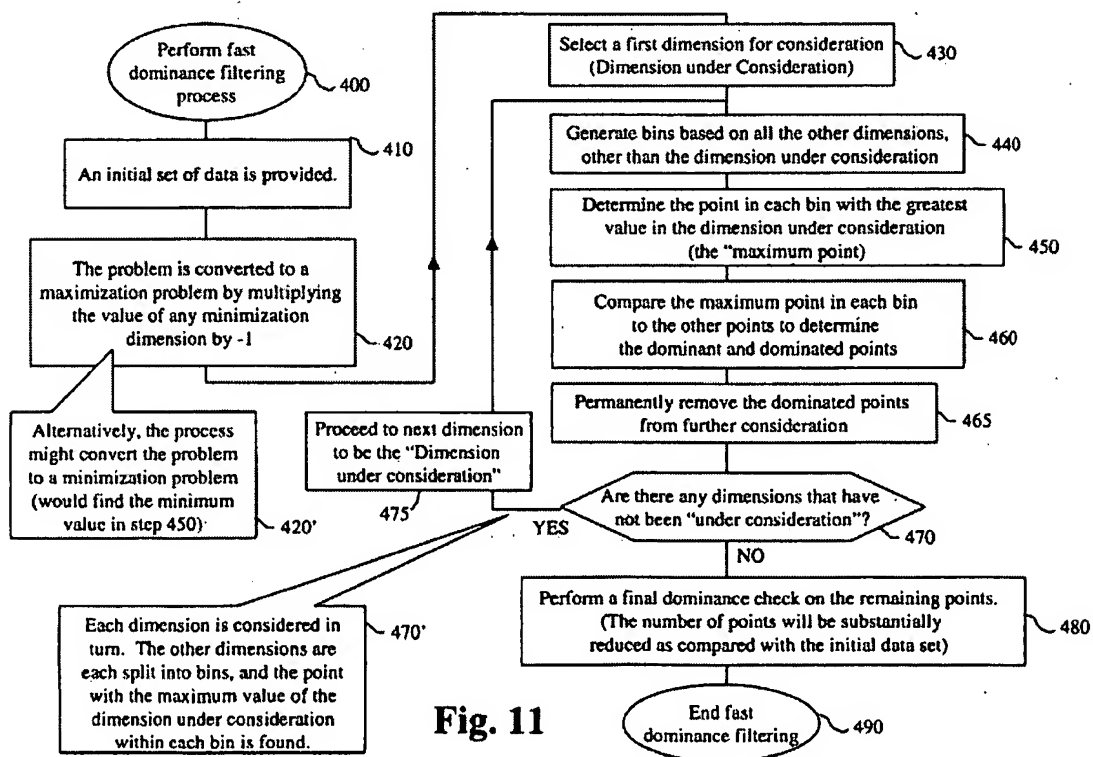 Perform fast
dominance filtering
process
400
410
An initial set of data is provided.
The problem is converted to a
maximization problem by multiplying
the value of any minimization
dimension by -1
420
Alternatively, the process
might convert the problem
to a minimization problem
(would find the minimum
value in step 450)
420'
Select a first dimension for consideration
(Dimension under Consideration)
430
Generate bins based on all the other dimensions,
other than the dimension under consideration
440
Determine the point in each bin with the greatest
value in the dimension under consideration
(the "maximum point)
450
Compare the maximum point in each bin
to the other points to determine
the dominant and dominated points
460
Permanently remove the dominated points
from further consideration
465
Proceed to next dimension
to be the "Dimension
under consideration"
475
Are there any dimensions that have
not been "under consideration"?
470
YES
NO
Each dimension is considered in
turn. The other dimensions are
each split into bins, and the point
with the maximum value of the
dimension under consideration
within each bin is found.
470'
Perform a final dominance check on the remaining points.
(The number of points will be substantially
reduced as compared with the initial data set)
480
End fast
dominance filtering
490
Fig. 11